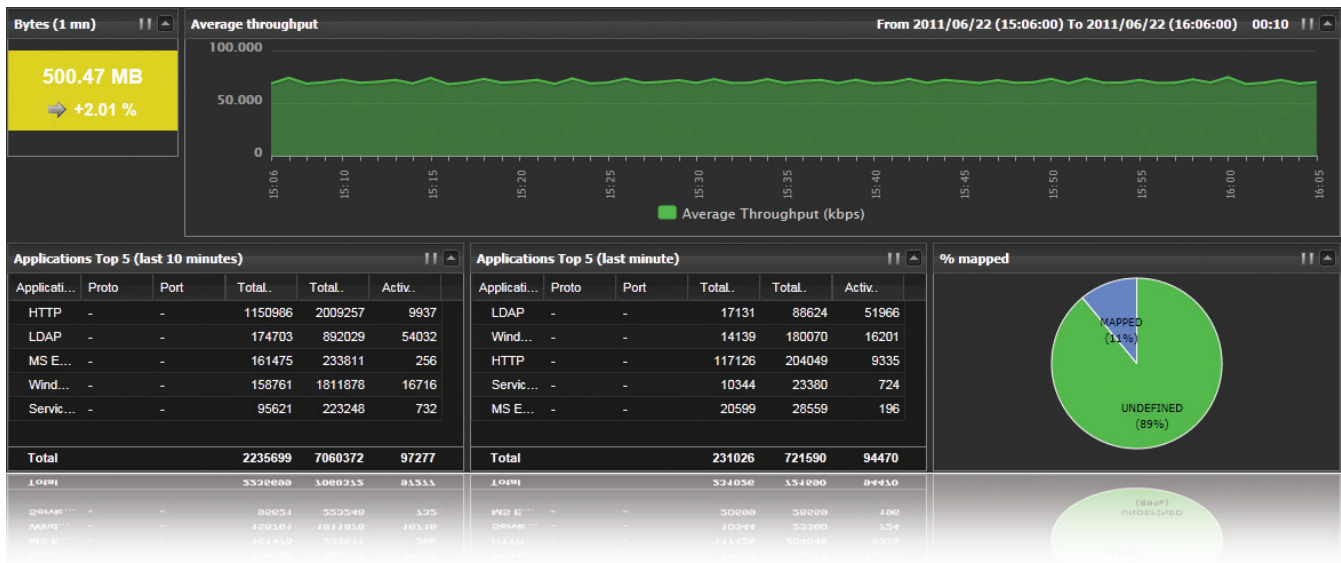 Bytes (1 mn)
500.47 MB
+2.01 %
Average throughput From 2011/06/22 (15:06:00) To 2011/06/22 (16:06:00) 00:10
100.000
50.000
0
15:06 15:10 15:15 15:20 15:25 15:30 15:35 15:40 15:45 15:50 15:55 16:00 16:05
Average Throughput (kbps)
Applications Top 5 (last 10 minutes)
Applicati... Proto Port Total.. Total.. Activ..
HTTP - - 1150986 2009257 9937
LDAP - - 174703 892029 54032
MS E... - - 161475 233811 256
Wind... - - 158761 1811878 16716
Servic... - - 95621 223248 732
Total 2235699 7060372 97277
Applications Top 5 (last minute)
Applicati... Proto Port Total.. Total.. Activ..
LDAP - - 17131 88624 51966
Wind... - - 14139 180070 16201
HTTP - - 117126 204049 9335
Servic... - - 10344 23380 724
MS E... - - 20599 28559 196
Total 231026 721590 94470
% mapped
MAPPED
(11%)
UNDEFINED
(89%)